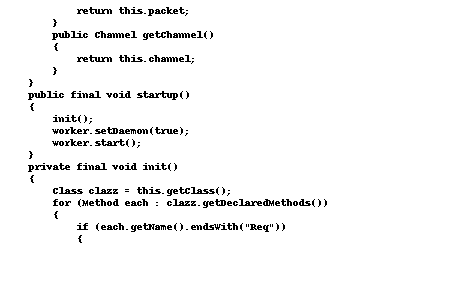 return this.packet;
}
public Channel getChannel()
{
return this.channel;
}
}
public final void startup()
{
init();
worker.setDaemon(true);
worker.start();
}
private final void init()
{
Class clazz = this.getClass();
for (Method each : clazz.getDeclaredMethods())
{
if (each.getName().endsWith("Req"))
{